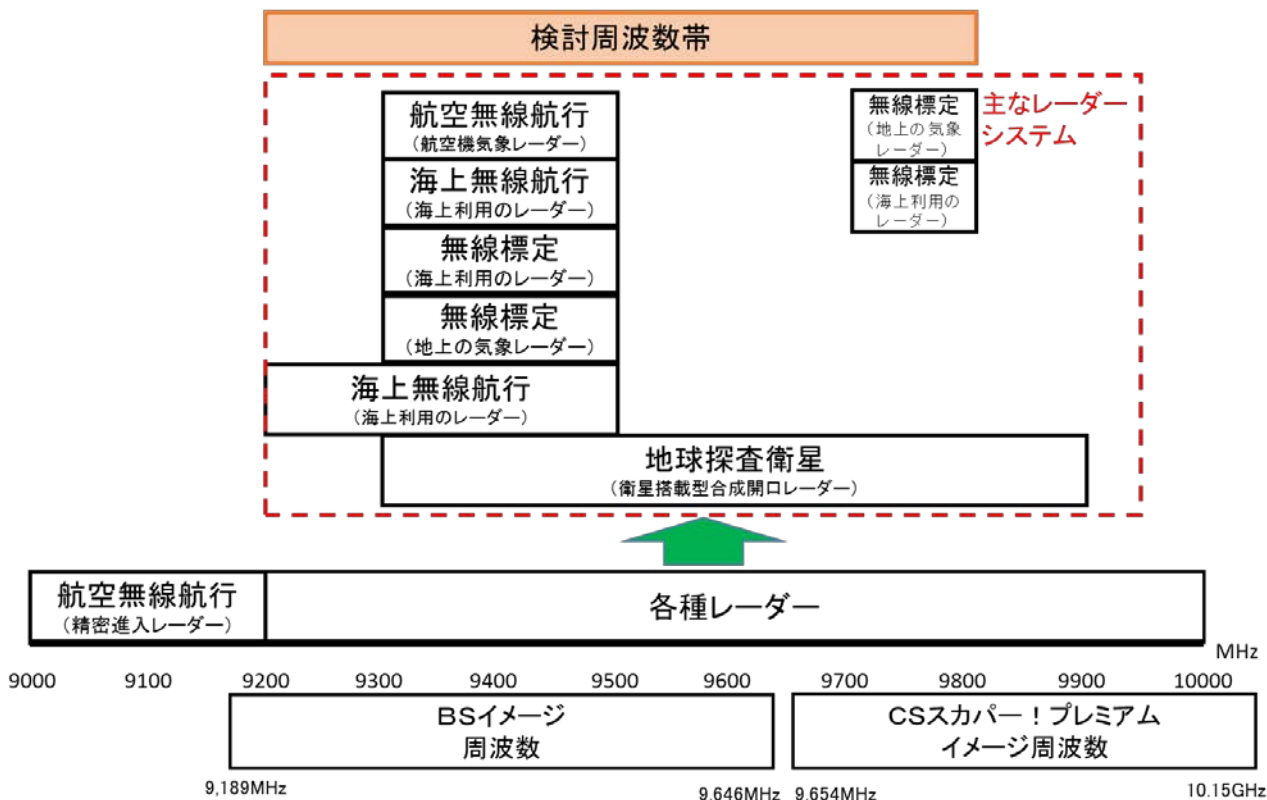 検討周波数帯
航空無線航行
（航空機気象レーダー）
海上無線航行
（海上利用のレーダー）
無線標定
（海上利用のレーダー）
無線標定
（地上の気象レーダー）
海上無線航行
（海上利用のレーダー）
地球探査衛星
（衛星搭載型合成開口レーダー）
無線標定
（地上の気象
レーダー）
無線標定
（海上利用の
レーダー）
主なレーダー
システム
航空無線航行
（精密進入レーダー）
各種レーダー
MHz
9000 9100 9200 9300 9400 9500 9600 9700 9800 9900 10000
BSイメージ
周波数
CSスカパー！プレミアム
イメージ周波数
9,189MHz 9.646MHz 9.654MHz 10.15GHz